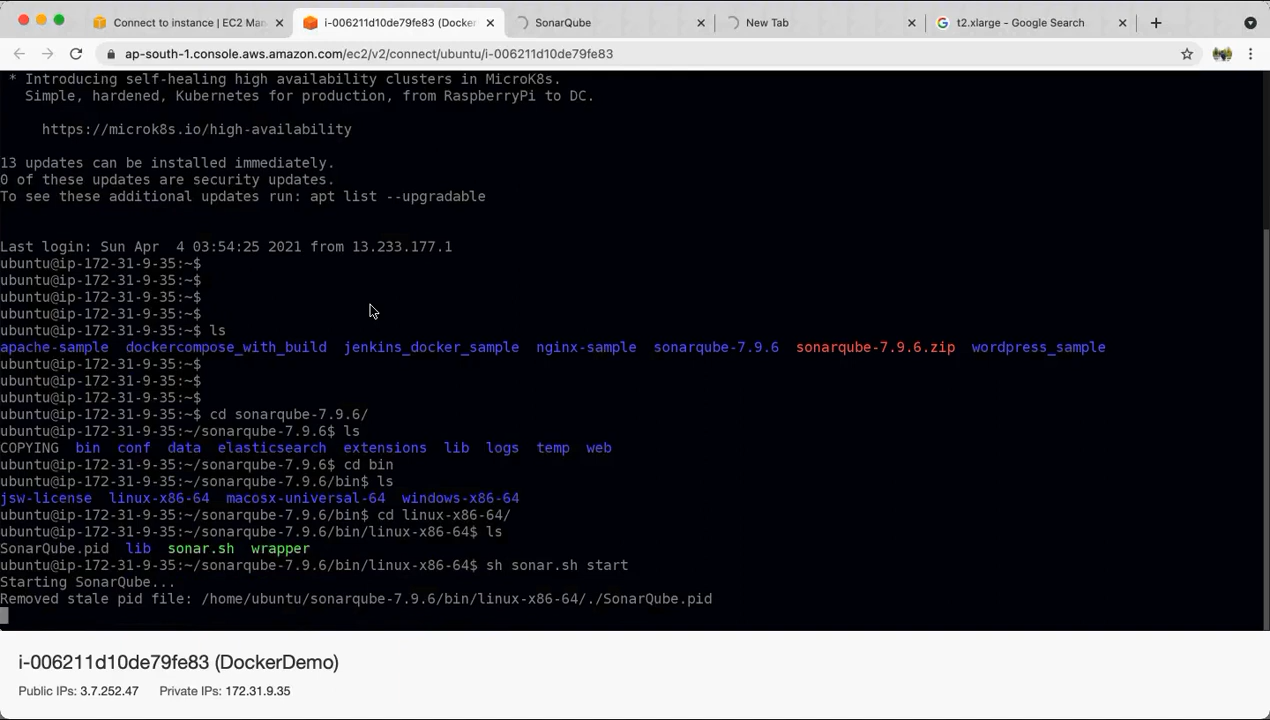 Connect to instance | EC2 Man
i-006211d10de79fe83 (Docker
SonarQube
New Tab
t2.xlarge - Google Search
ap-south-1.console.aws.amazon.com/ec2/v2/connect/ubuntu/i-006211d10de79fe83
* Introducing self-healing high availability clusters in MicroK8s.
Simple, hardened, Kubernetes for production, from RaspberryPi to DC.
https://microk8s.io/high-availability
13 updates can be installed immediately.
0 of these updates are security updates.
To see these additional updates run: apt list --upgradable
Last login: Sun Apr  4 03:54:25 2021 from 13.233.177.1
ubuntu@ip-172-31-9-35:~$
ubuntu@ip-172-31-9-35:~$
ubuntu@ip-172-31-9-35:~$
ubuntu@ip-172-31-9-35:~$
ubuntu@ip-172-31-9-35:~$ ls
apache-sample  dockercompose_with_build  jenkins_docker_sample  nginx-sample  sonarqube-7.9.6  sonarqube-7.9.6.zip  wordpress_sample
ubuntu@ip-172-31-9-35:~$
ubuntu@ip-172-31-9-35:~$
ubuntu@ip-172-31-9-35:~$
ubuntu@ip-172-31-9-35:~$ cd sonarqube-7.9.6/
ubuntu@ip-172-31-9-35:~/sonarqube-7.9.6$ ls
COPYING  bin  conf  data  elasticsearch  extensions  lib  logs  temp  web
ubuntu@ip-172-31-9-35:~/sonarqube-7.9.6$ cd bin
ubuntu@ip-172-31-9-35:~/sonarqube-7.9.6/bin$ ls
jsw-license  linux-x86-64  macosx-universal-64  windows-x86-64
ubuntu@ip-172-31-9-35:~/sonarqube-7.9.6/bin$ cd linux-x86-64/
ubuntu@ip-172-31-9-35:~/sonarqube-7.9.6/bin/linux-x86-64$ ls
SonarQube.pid  lib  sonar.sh  wrapper
ubuntu@ip-172-31-9-35:~/sonarqube-7.9.6/bin/linux-x86-64$ sh sonar.sh start
Starting SonarQube...
Removed stale pid file: /home/ubuntu/sonarqube-7.9.6/bin/linux-x86-64/./SonarQube.pid
i-006211d10de79fe83 (DockerDemo)
Public IPs: 3.7.252.47  Private IPs: 172.31.9.35